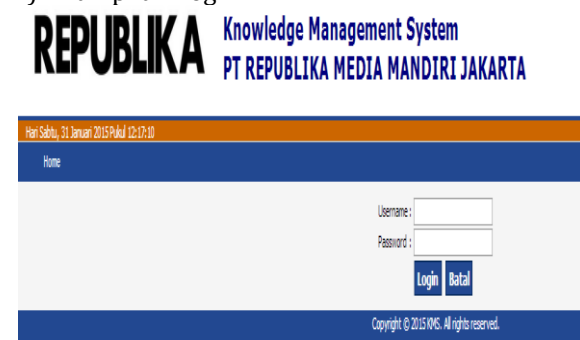 REPUBLIKA
Knowledge Management System
PT REPUBLIKA MEDIA MANDIRI JAKARTA
Hari Sabtu, 31 Januari 2015 Pukul 12:17:10
Home
Username :
Password :
Login Batal
Copyright © 2015 KMS. All rights reserved.